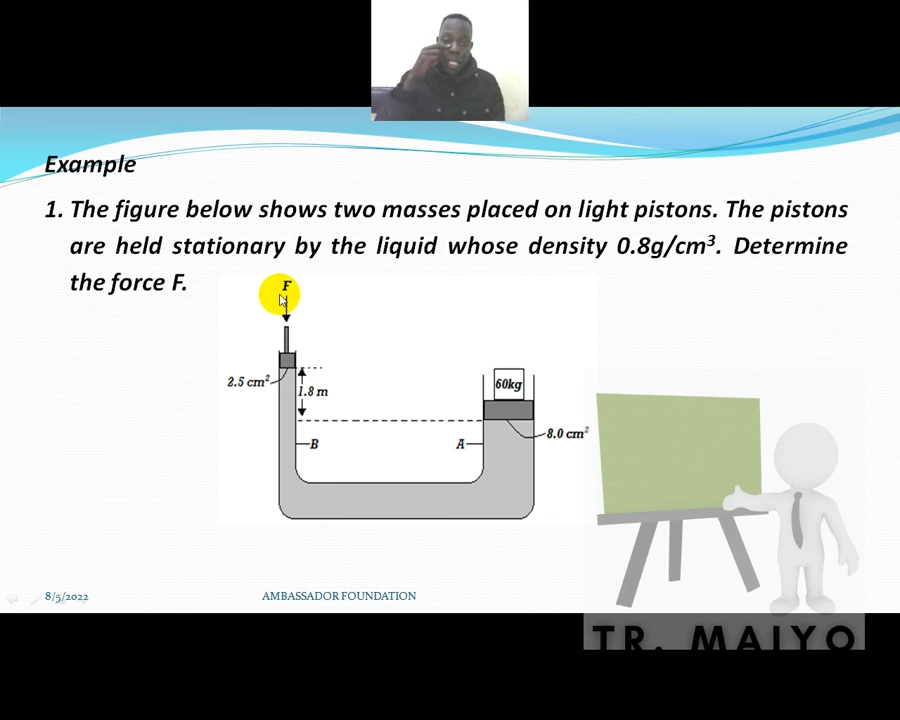 Example
1. The figure below shows two masses placed on light pistons. The pistons
are held stationary by the liquid whose density 0.8g/cm³. Determine
the force F.
F
2.5 cm²
1.8 m
60kg
8.0 cm²
B
A
8/5/2022
AMBASSADOR FOUNDATION
TR. MAIYO